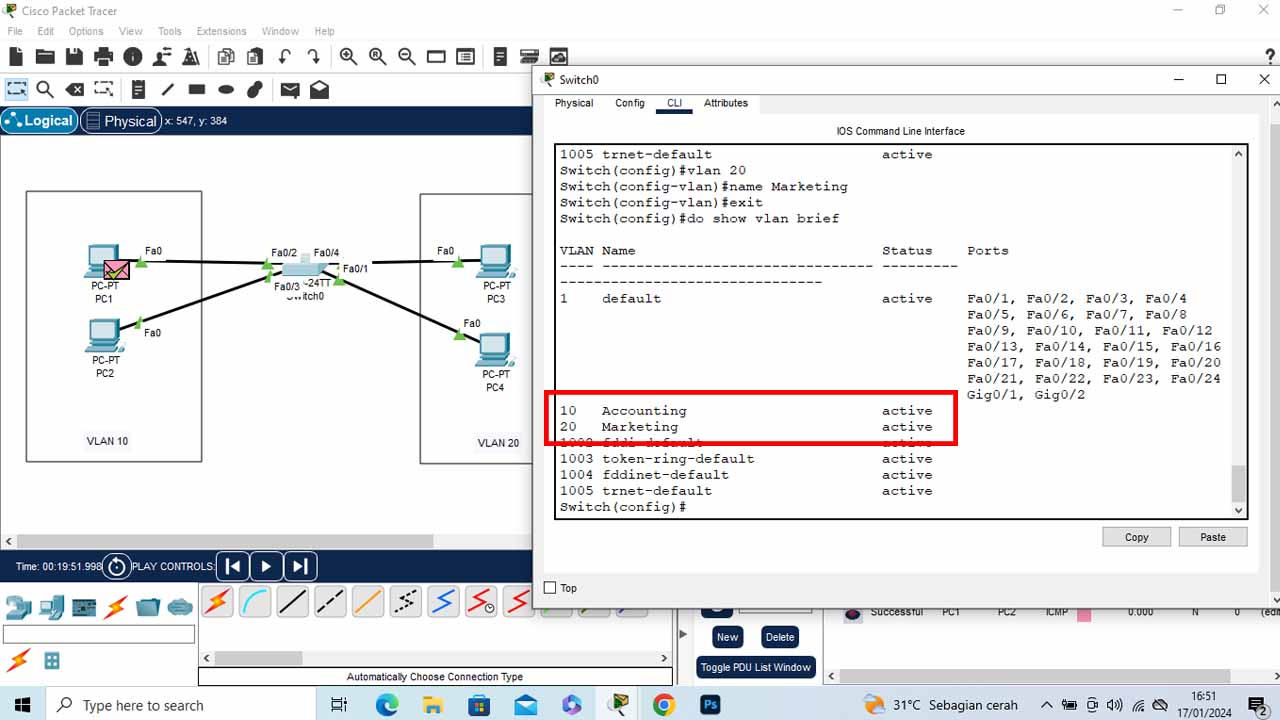 Cisco Packet Tracer
File Edit Options View Tools Extensions Window Help
Logical Physical x: 547, y: 384
Fa0
PC-PT
PC1
Fa0
PC-PT
PC2
VLAN 10
Fa0/2 Fa0/4
Fa0/1
Fa0/3 -24TT
Switch0
Fa0
PC-PT
PC3
Fa0
PC-PT
PC4
VLAN 20
Switch0
Physical Config CLI Attributes
IOS Command Line Interface
1005 trnet-default active
Switch(config)#vlan 20
Switch(config-vlan)#name Marketing
Switch(config-vlan)#exit
Switch(config)#do show vlan brief
VLAN Name Status Ports
---- -------------------------------- ---------
-------------------------------
1 default active Fa0/1, Fa0/2, Fa0/3, Fa0/4
Fa0/5, Fa0/6, Fa0/7, Fa0/8
Fa0/9, Fa0/10, Fa0/11, Fa0/12
Fa0/13, Fa0/14, Fa0/15, Fa0/16
Fa0/17, Fa0/18, Fa0/19, Fa0/20
Fa0/21, Fa0/22, Fa0/23, Fa0/24
Gig0/1, Gig0/2
10 Accounting active
20 Marketing active
1002 fddi-default active
1003 token-ring-default active
1004 fddinet-default active
1005 trnet-default active
Switch(config)#
Copy Paste
Top
Time: 00:19:51.998 PLAY CONTROLS:
Successful PC1 PC2 ICMP 0.000 N 0 (edi
New Delete
Toggle PDU List Window
Automatically Choose Connection Type
Type here to search
Ps
31°C Sebagian cerah
16:51
17/01/2024
2